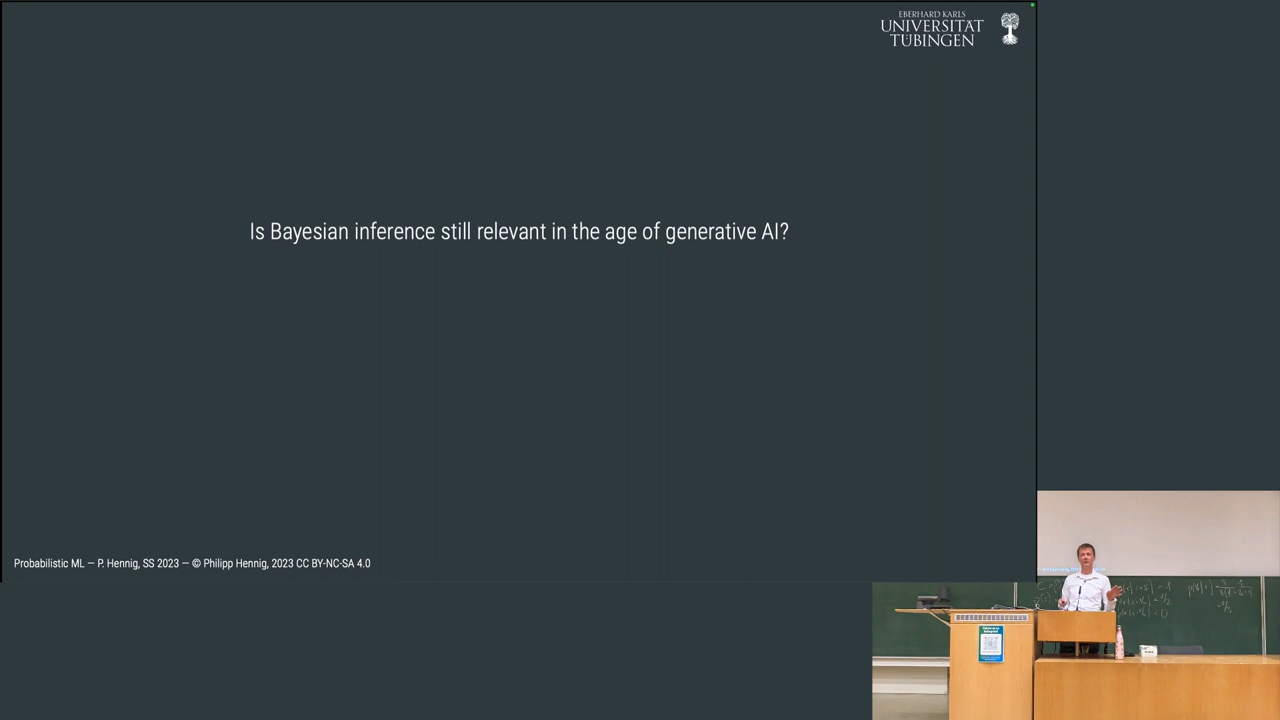 EBERHARD KARLS
UNIVERSITÄT
TÜBINGEN
Is Bayesian inference still relevant in the age of generative AI?
Probabilistic ML — P. Hennig, SS 2023 — © Philipp Hennig, 2023 CC BY-NC-SA 4.0